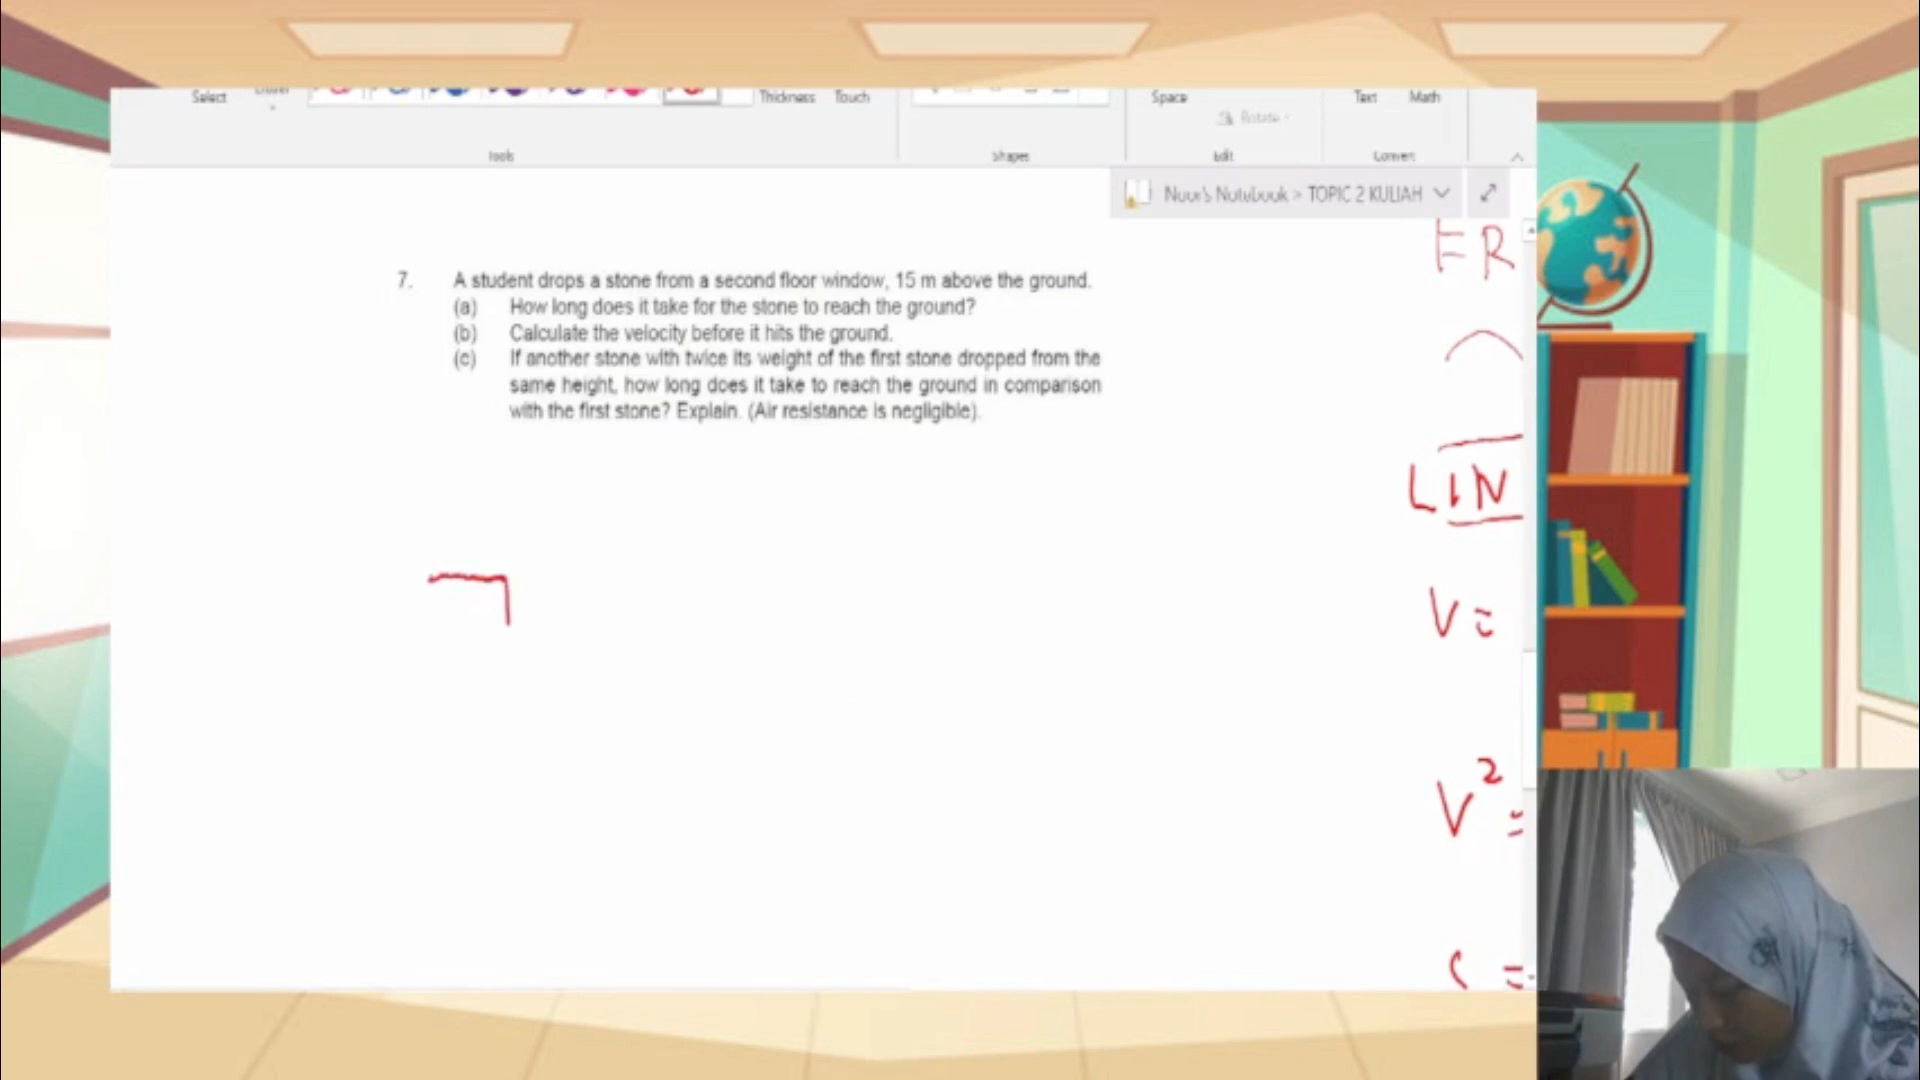 Select
Thickness
Touch
Space
Text
Math
Rotate
Tools
Shapes
Edit
Convert
Noor's Notebook > TOPIC 2 KULIAH
FR
7. A student drops a stone from a second floor window, 15 m above the ground.
(a) How long does it take for the stone to reach the ground?
(b) Calculate the velocity before it hits the ground.
(c) If another stone with twice its weight of the first stone dropped from the
same height, how long does it take to reach the ground in comparison
with the first stone? Explain. (Air resistance is negligible).
LIN
V =
V² =